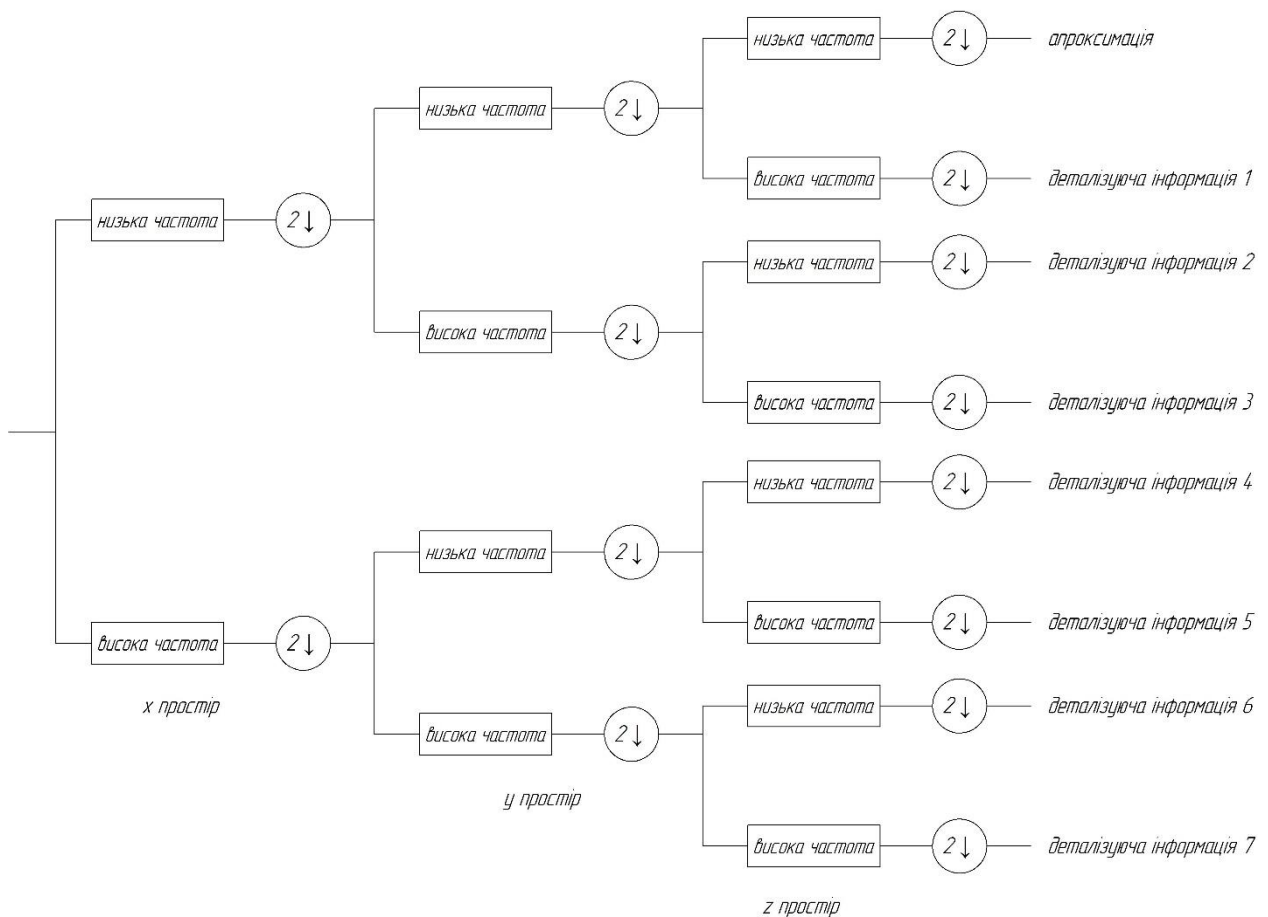 низька частота 2↓ апроксимація
низька частота 2↓
висока частота 2↓ деталізуюча інформація 1
низька частота 2↓
низька частота 2↓ деталізуюча інформація 2
висока частота 2↓
висока частота 2↓ деталізуюча інформація 3
низька частота 2↓ деталізуюча інформація 4
низька частота 2↓
висока частота 2↓ деталізуюча інформація 5
висока частота 2↓
x простір
низька частота 2↓ деталізуюча інформація 6
висока частота 2↓
y простір
висока частота 2↓ деталізуюча інформація 7
z простір